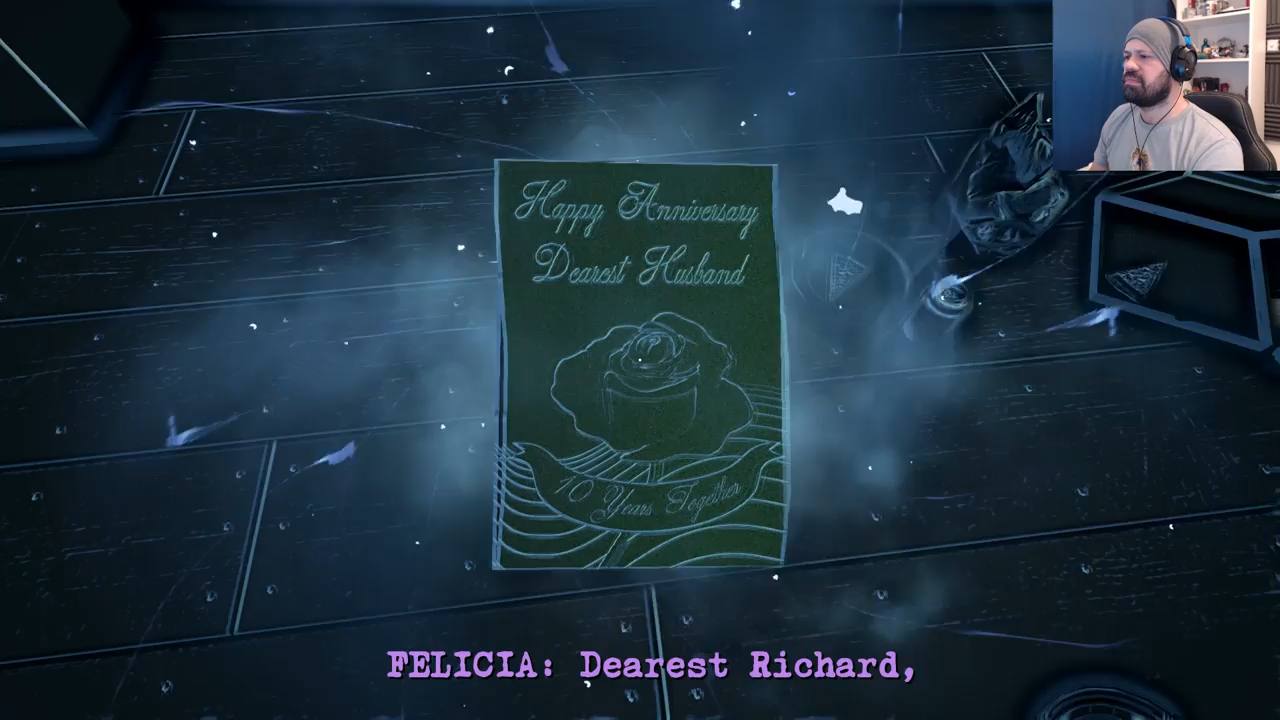 Happy Anniversary
Dearest Husband
10 Years Together
FELICIA: Dearest Richard,